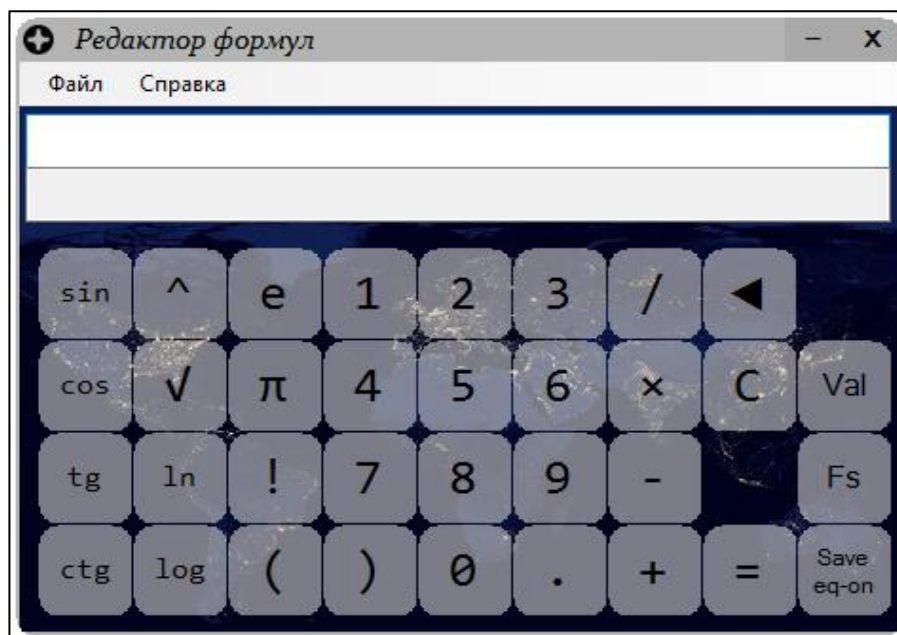 Редактор формул – x
Файл Справка
sin ^ e 1 2 3 / ◀
cos √ π 4 5 6 × C Val
tg ln ! 7 8 9 - Fs
ctg log ( ) 0 . + = Save
eq-on